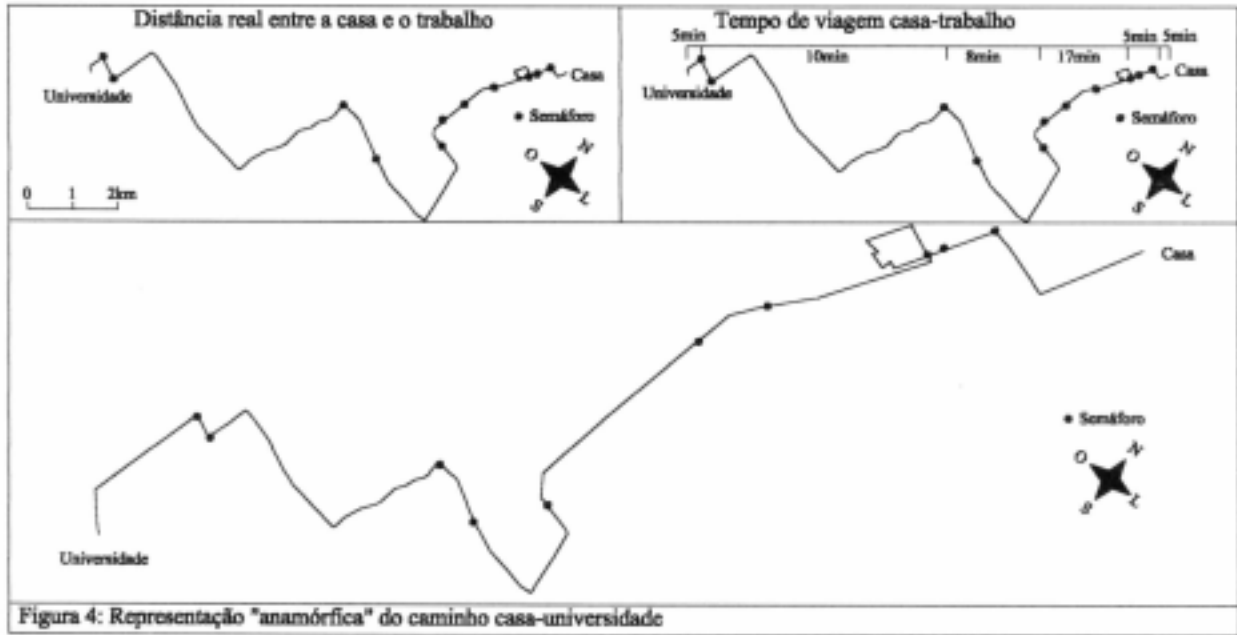 Distância real entre a casa e o trabalho
Universidade
Casa
Semáforo
O
N
S
L
0 1 2km
Tempo de viagem casa-trabalho
5min
10min
8min
17min
5min
5min
Universidade
Casa
Semáforo
O
N
S
L
Casa
Semáforo
O
N
S
L
Universidade
Figura 4: Representação "anamórfica" do caminho casa-universidade